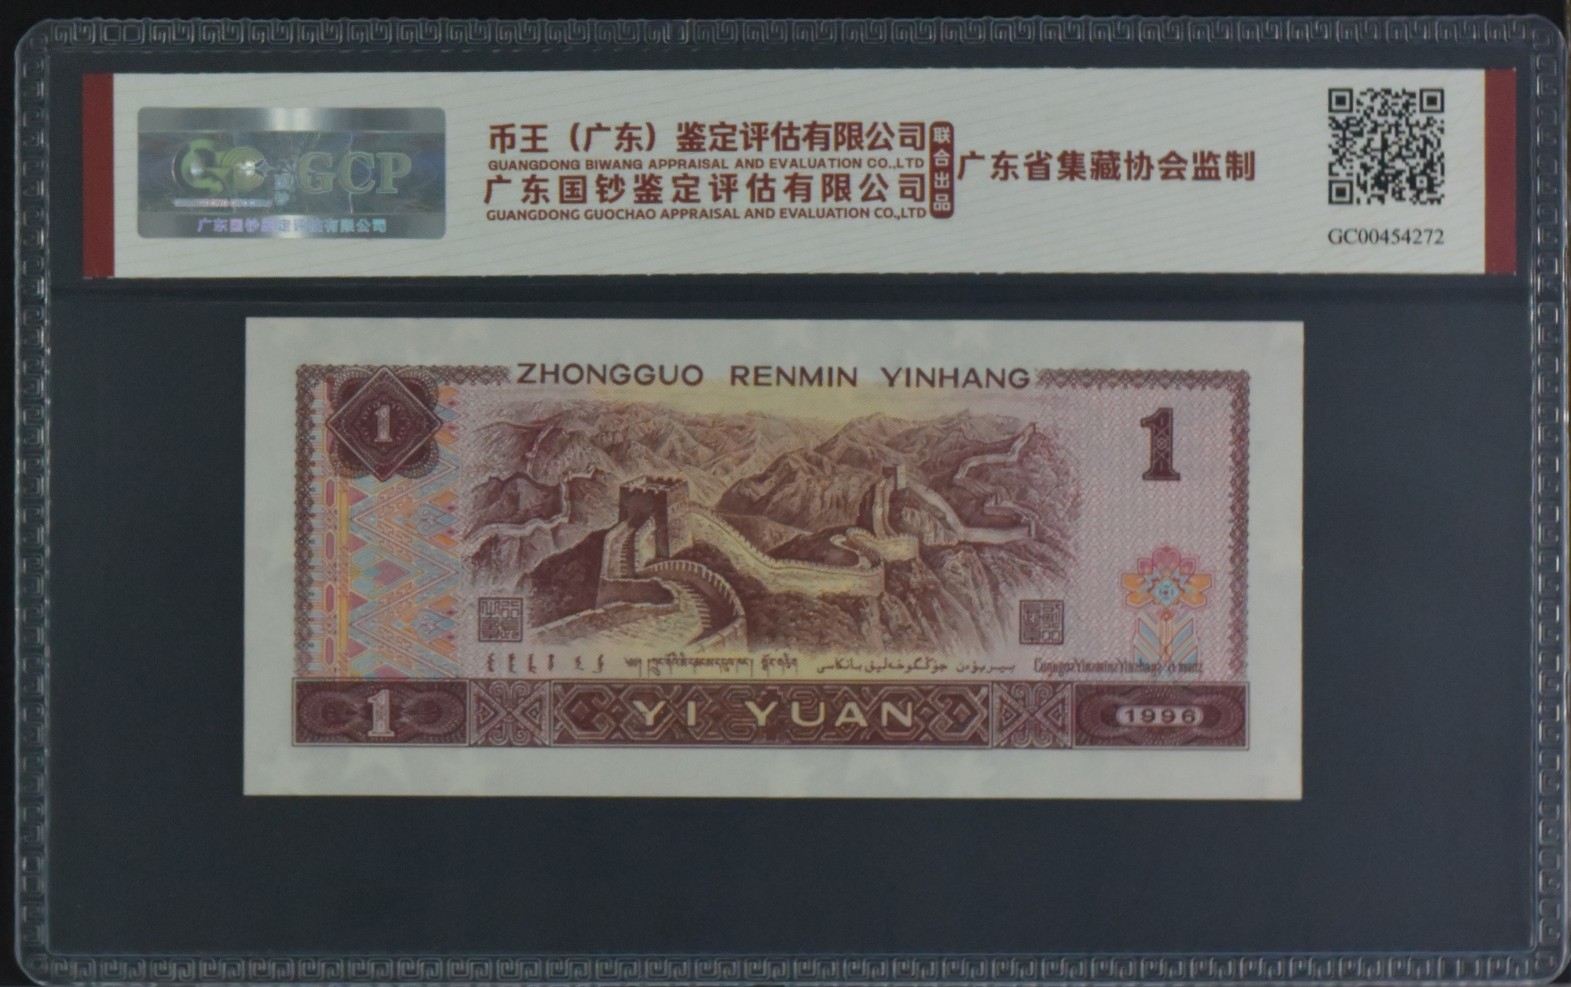 GCP
广东国钞鉴定评估有限公司
币王（广东）鉴定评估有限公司
GUANGDONG BIWANG APPRAISAL AND EVALUATION CO.,LTD
广东国钞鉴定评估有限公司
GUANGDONG GUOCHAO APPRAISAL AND EVALUATION CO.,LTD
联合出品
广东省集藏协会监制
GC00454272
ZHONGGUO RENMIN YINHANG
1
1
1
YI YUAN
1996